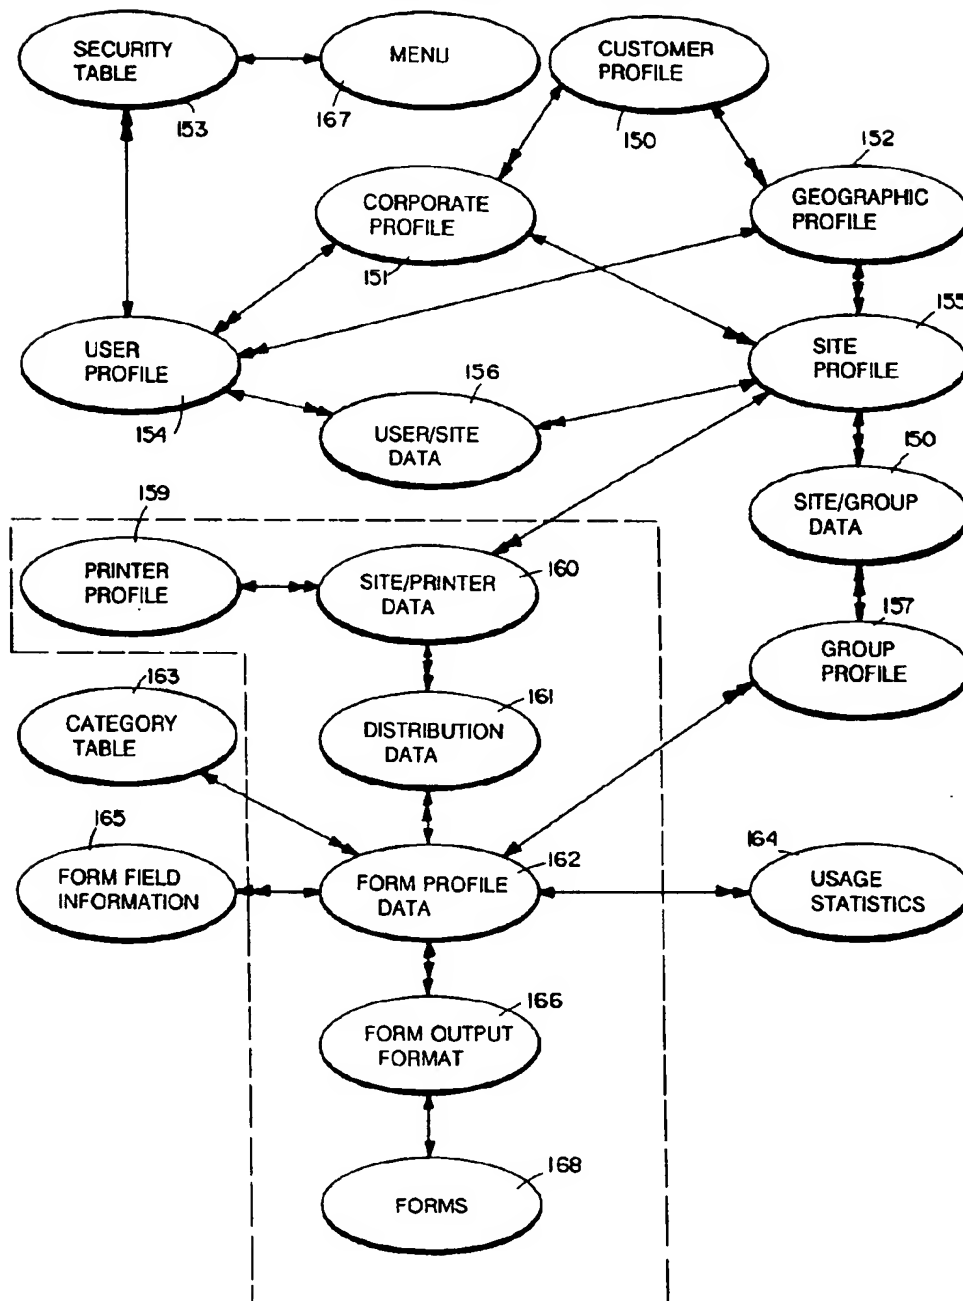 SECURITY
TABLE
153
MENU
167
CUSTOMER
PROFILE
150
152
GEOGRAPHIC
PROFILE
CORPORATE
PROFILE
151
155
SITE
PROFILE
USER
PROFILE
154
156
USER/SITE
DATA
150
SITE/GROUP
DATA
159
PRINTER
PROFILE
SITE/PRINTER
DATA
160
157
GROUP
PROFILE
163
CATEGORY
TABLE
161
DISTRIBUTION
DATA
165
FORM FIELD
INFORMATION
162
FORM PROFILE
DATA
164
USAGE
STATISTICS
166
FORM OUTPUT
FORMAT
168
FORMS